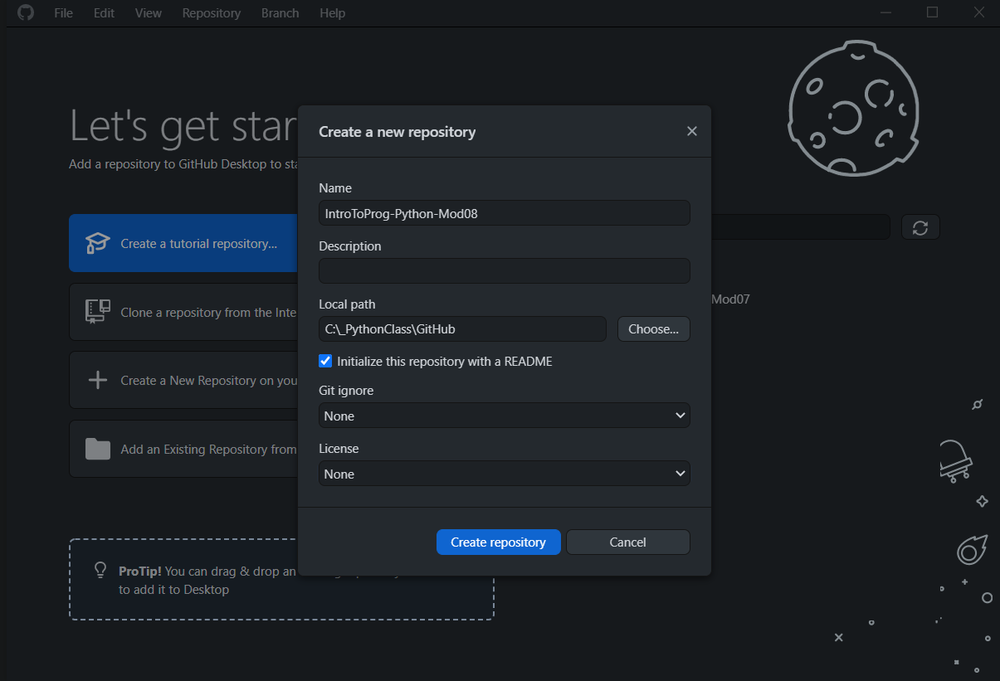 File Edit View Repository Branch Help
Let's get star
Add a repository to GitHub Desktop to sta
Create a tutorial repository...
Clone a repository from the Inte
Create a New Repository on you
Add an Existing Repository from
ProTip! You can drag & drop an
to add it to Desktop
Mod07
Create a new repository
Name
IntroToProg-Python-Mod08
Description
Local path
C:\_PythonClass\GitHub
Choose...
Initialize this repository with a README
Git ignore
None
License
None
Create repository
Cancel